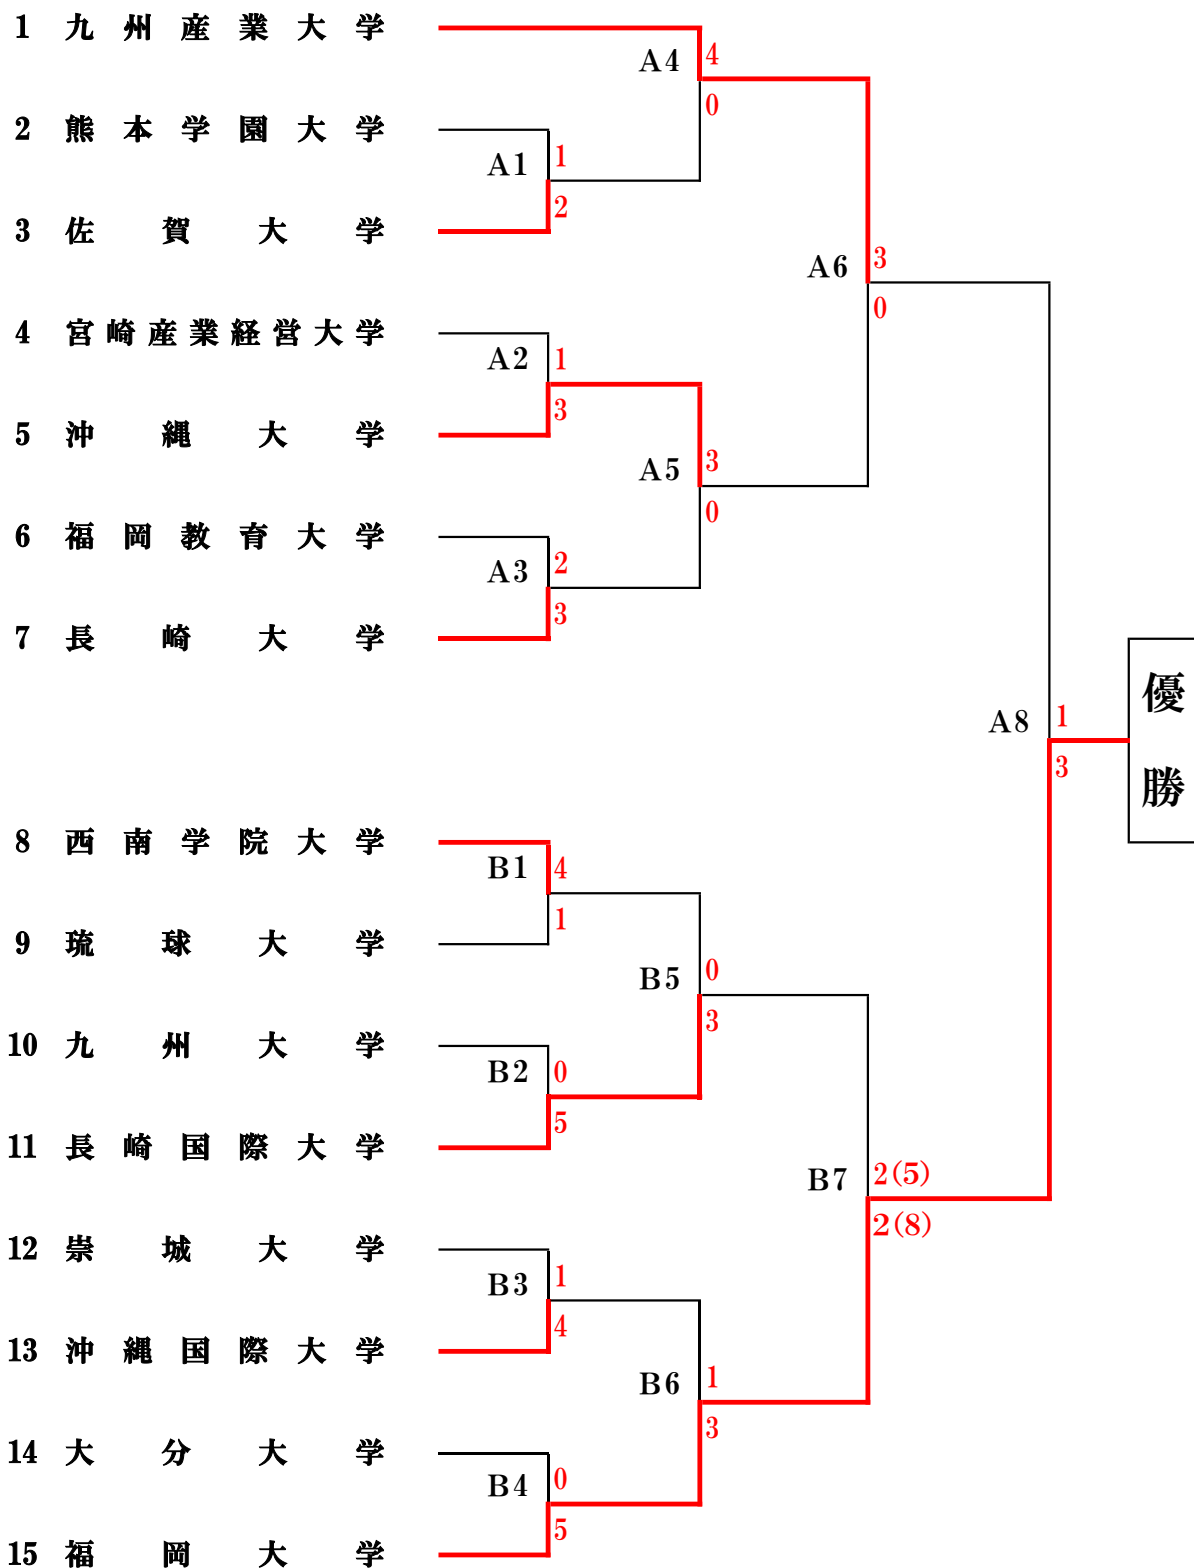 1 九州産業大学
A4 4
0
2 熊本学園大学
A1 1
2
3 佐賀大学
A6 3
0
4 宮崎産業経営大学
A2 1
3
5 沖縄大学
A5 3
0
6 福岡教育大学
A3 2
3
7 長崎大学
優勝
A8 1
3
8 西南学院大学
B1 4
1
9 琉球大学
B5 0
3
10 九州大学
B2 0
5
11 長崎国際大学
B7 2(5)
2(8)
12 崇城大学
B3 1
4
13 沖縄国際大学
B6 1
3
14 大分大学
B4 0
5
15 福岡大学